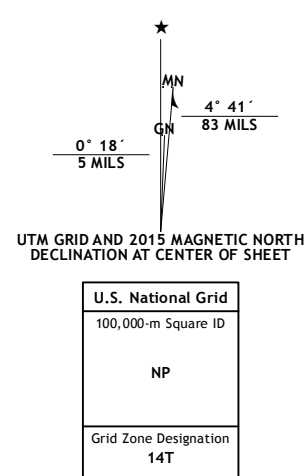 ★
MN
4° 41´
GN
83 MILS
0° 18´
5 MILS
UTM GRID AND 2015 MAGNETIC NORTH
DECLINATION AT CENTER OF SHEET
U.S. National Grid
100,000-m Square ID
NP
Grid Zone Designation
14T